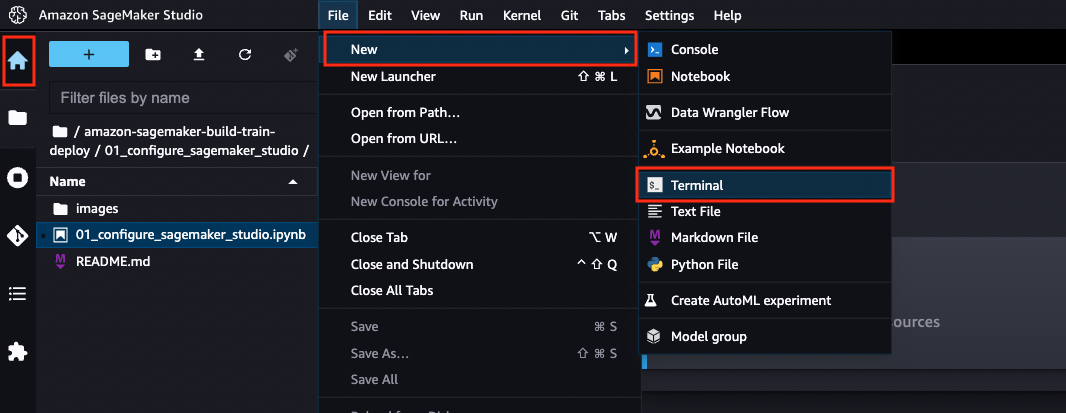 Amazon SageMaker Studio
File Edit View Run Kernel Git Tabs Settings Help
+
Filter files by name
/ amazon-sagemaker-build-train-
deploy / 01_configure_sagemaker_studio /
Name
images
01_configure_sagemaker_studio.ipynb
README.md
New
New Launcher ⇧ ⌘ L
Open from Path…
Open from URL…
New View for
New Console for Activity
Close Tab ⌥ W
Close and Shutdown ^ ⇧ Q
Close All Tabs
Save ⌘ S
Save As… ⇧ ⌘ S
Save All
Console
Notebook
Data Wrangler Flow
Example Notebook
$_ Terminal
Text File
Markdown File
Python File
Create AutoML experiment
Model group
ources